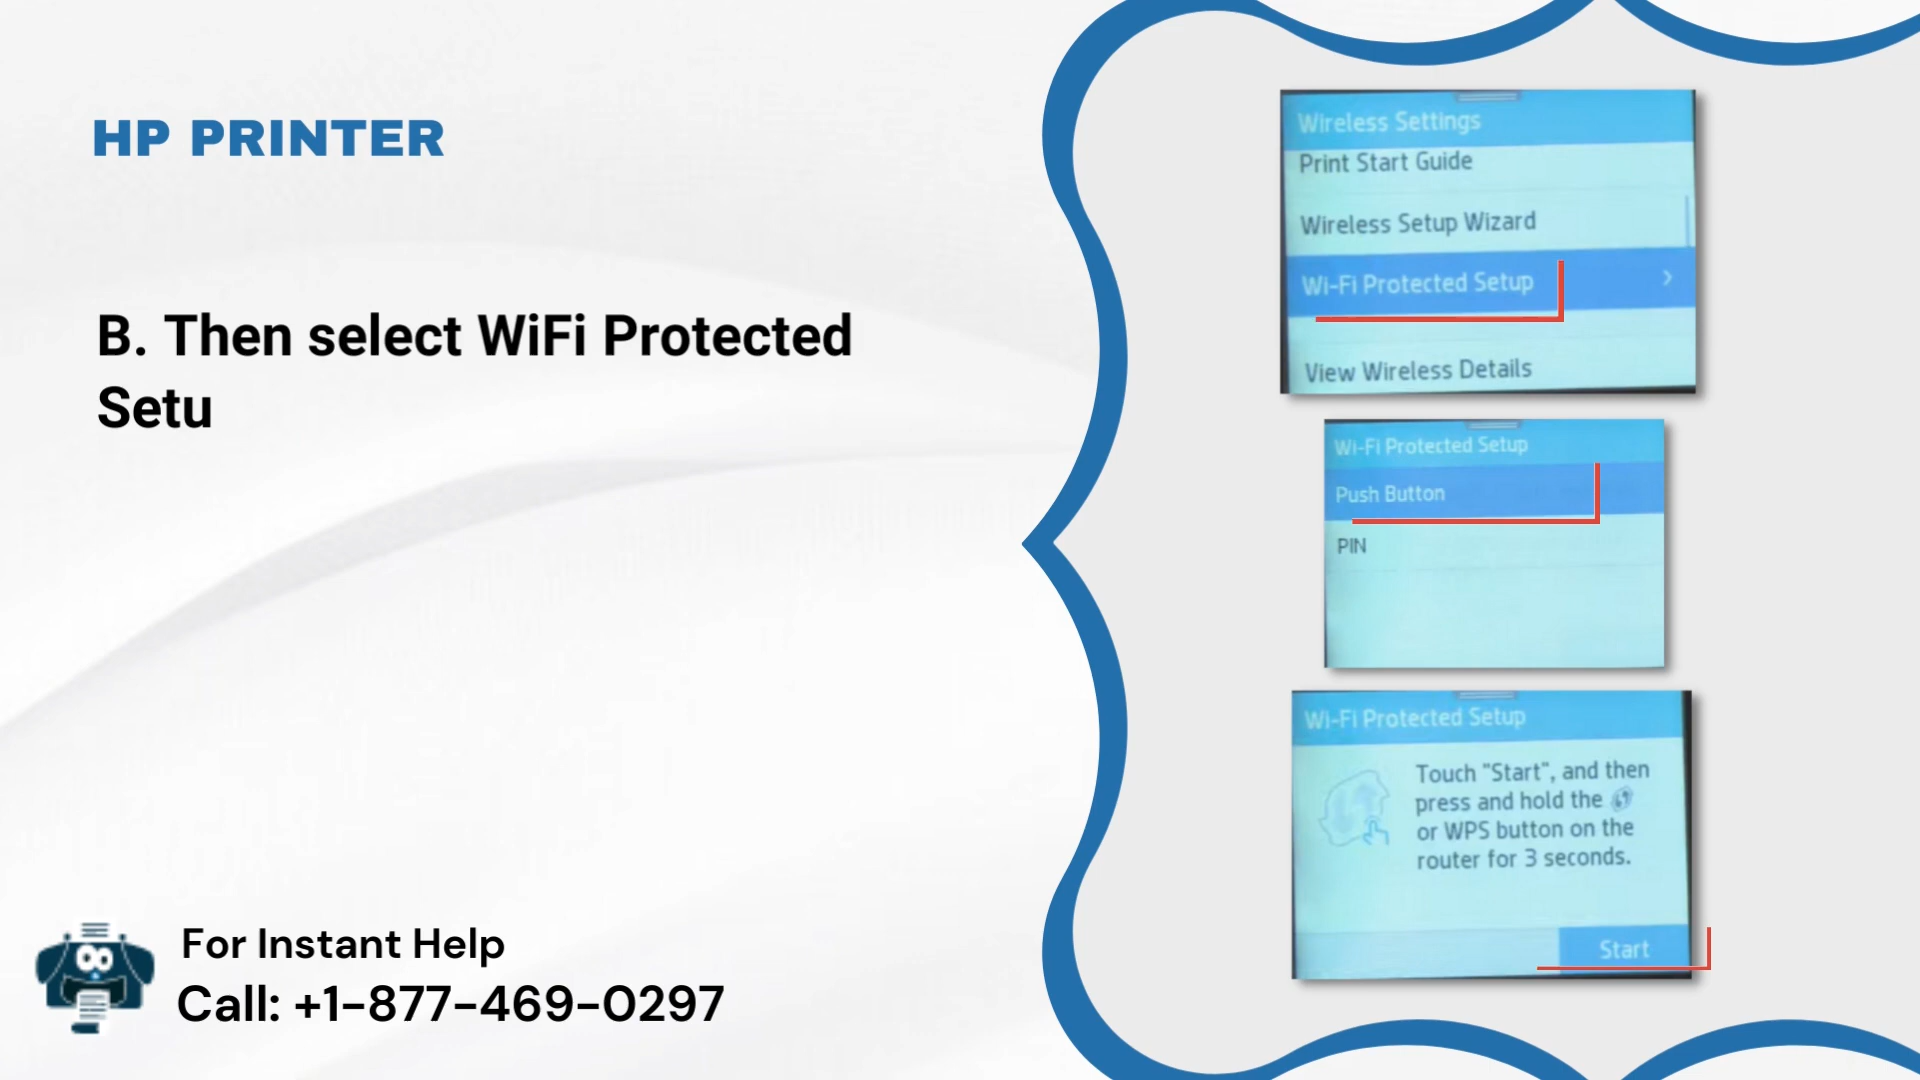 HP PRINTER
B. Then select WiFi Protected
Setu
For Instant Help
Call: +1-877-469-0297
Wireless Settings
Print Start Guide
Wireless Setup Wizard
Wi-Fi Protected Setup
View Wireless Details
Wi-Fi Protected Setup
Push Button
PIN
Wi-Fi Protected Setup
Touch "Start", and then
press and hold the
or WPS button on the
router for 3 seconds.
Start